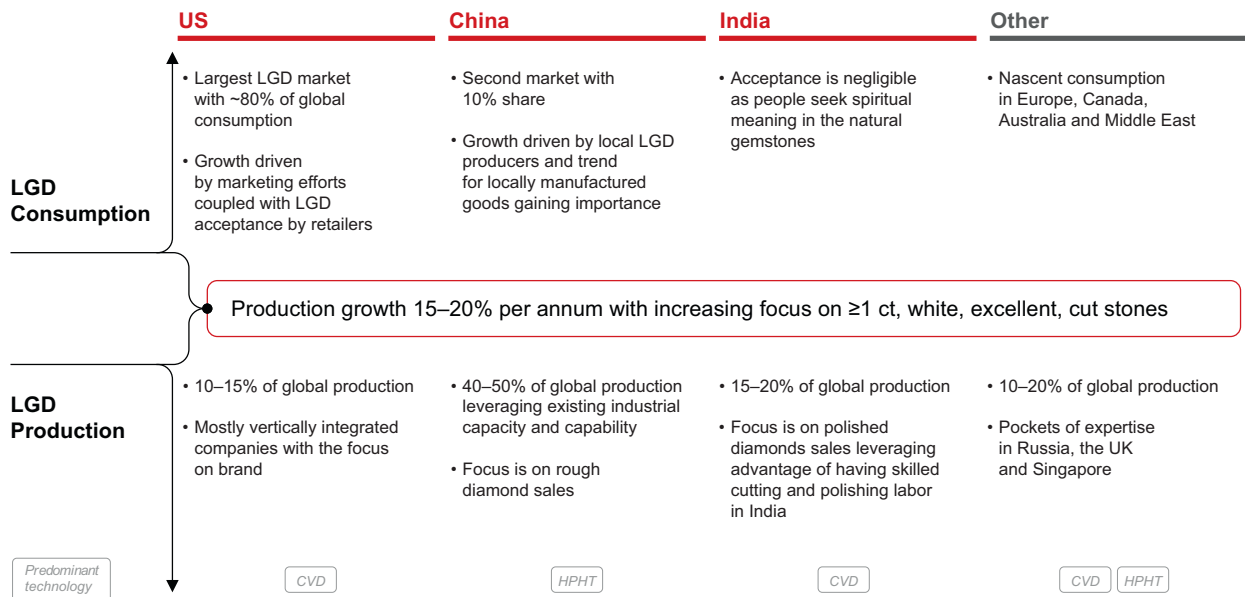 US
China
India
Other
LGD
Consumption
• Largest LGD market
with ~80% of global
consumption
• Growth driven
by marketing efforts
coupled with LGD
acceptance by retailers
• Second market with
10% share
• Growth driven by local LGD
producers and trend
for locally manufactured
goods gaining importance
• Acceptance is negligible
as people seek spiritual
meaning in the natural
gemstones
• Nascent consumption
in Europe, Canada,
Australia and Middle East
Production growth 15–20% per annum with increasing focus on ≥1 ct, white, excellent, cut stones
LGD
Production
• 10–15% of global production
• Mostly vertically integrated
companies with the focus
on brand
• 40–50% of global production
leveraging existing industrial
capacity and capability
• Focus is on rough
diamond sales
• 15–20% of global production
• Focus is on polished
diamonds sales leveraging
advantage of having skilled
cutting and polishing labor
in India
• 10–20% of global production
• Pockets of expertise
in Russia, the UK
and Singapore
Predominant
technology
CVD
HPHT
CVD
CVD
HPHT